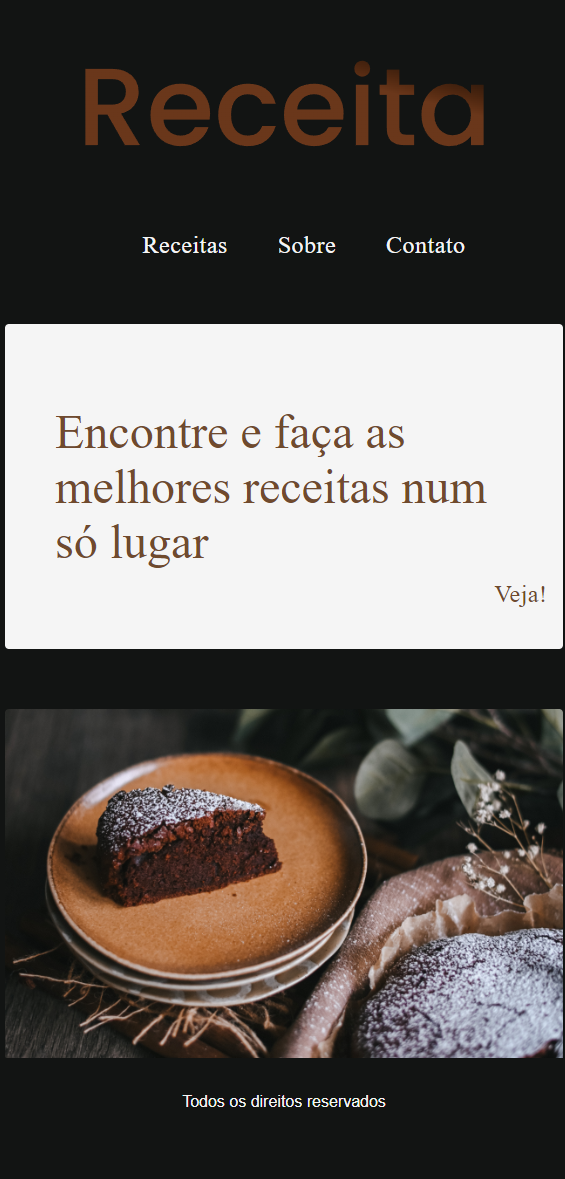 Receita
Receitas Sobre Contato
Encontre e faça as
melhores receitas num
só lugar
Veja!
Todos os direitos reservados